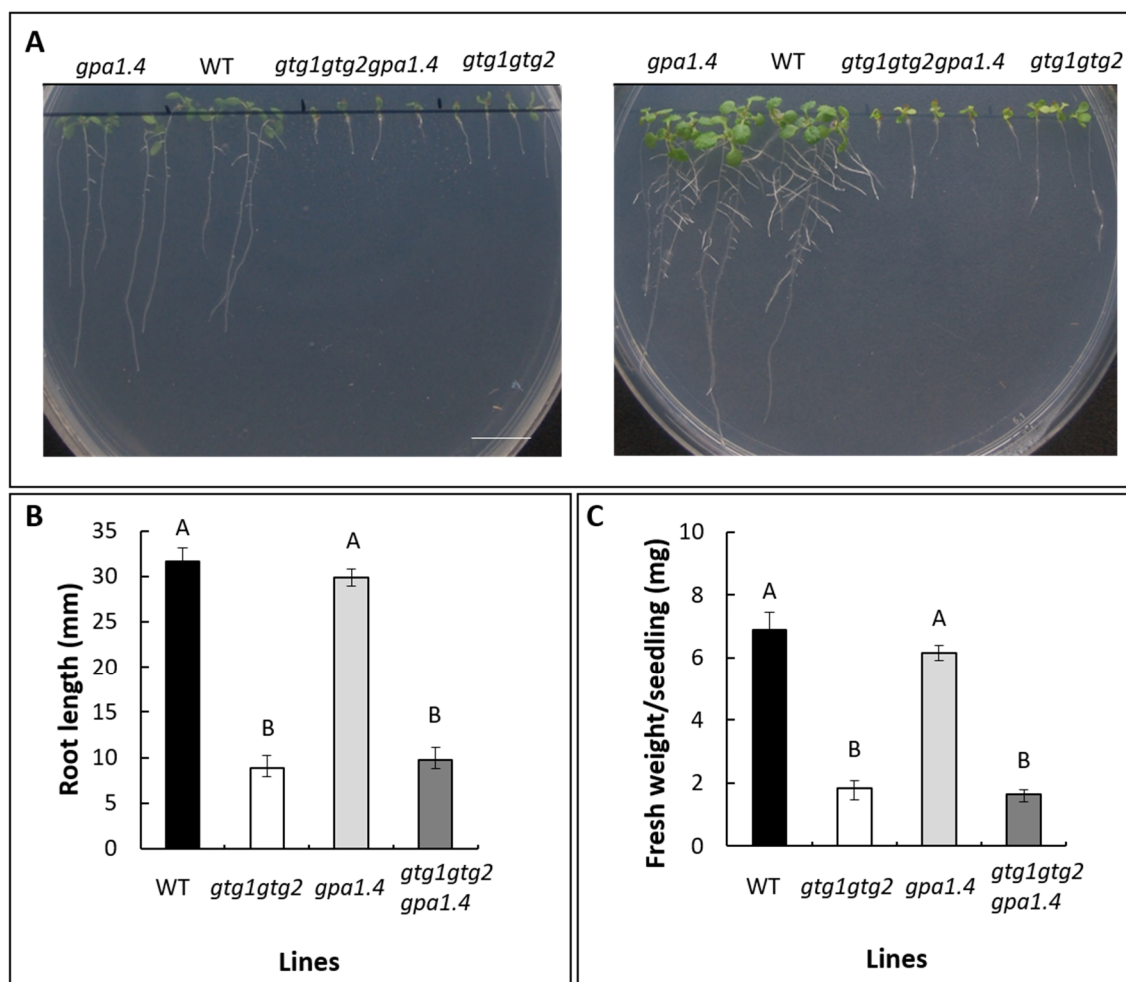 A
gpa1.4 WT gtg1gtg2gpa1.4 gtg1gtg2
gpa1.4 WT gtg1gtg2gpa1.4 gtg1gtg2
B
Root length (mm)
35
30
25
20
15
10
5
0
A
B
A
B
WT gtg1gtg2 gpa1.4 gtg1gtg2
gpa1.4
Lines
C
Fresh weight/seedling (mg)
10
8
6
4
2
0
A
B
A
B
WT gtg1gtg2 gpa1.4 gtg1gtg2
gpa1.4
Lines